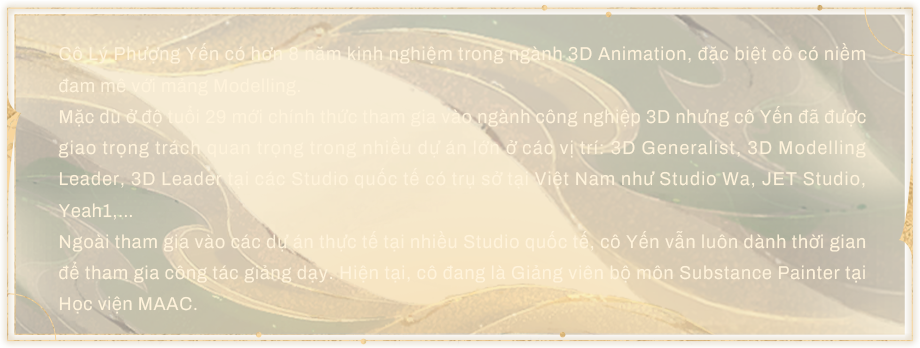 Cô Lý Phượng Yến có hơn 8 năm kinh nghiệm trong ngành 3D Animation, đặc biệt cô có niềm
đam mê với mảng Modelling.
Mặc dù ở độ tuổi 29 mới chính thức tham gia vào ngành công nghiệp 3D nhưng cô Yến đã được
giao trọng trách quan trọng trong nhiều dự án lớn ở các vị trí: 3D Generalist, 3D Modelling
Leader, 3D Leader tại các Studio quốc tế có trụ sở tại Việt Nam như Studio Wa, JET Studio,
Yeah1,...
Ngoài tham gia vào các dự án thực tế tại nhiều Studio quốc tế, cô Yến vẫn luôn dành thời gian
để tham gia công tác giảng dạy. Hiện tại, cô đang là Giảng viên bộ môn Substance Painter tại
Học viện MAAC.